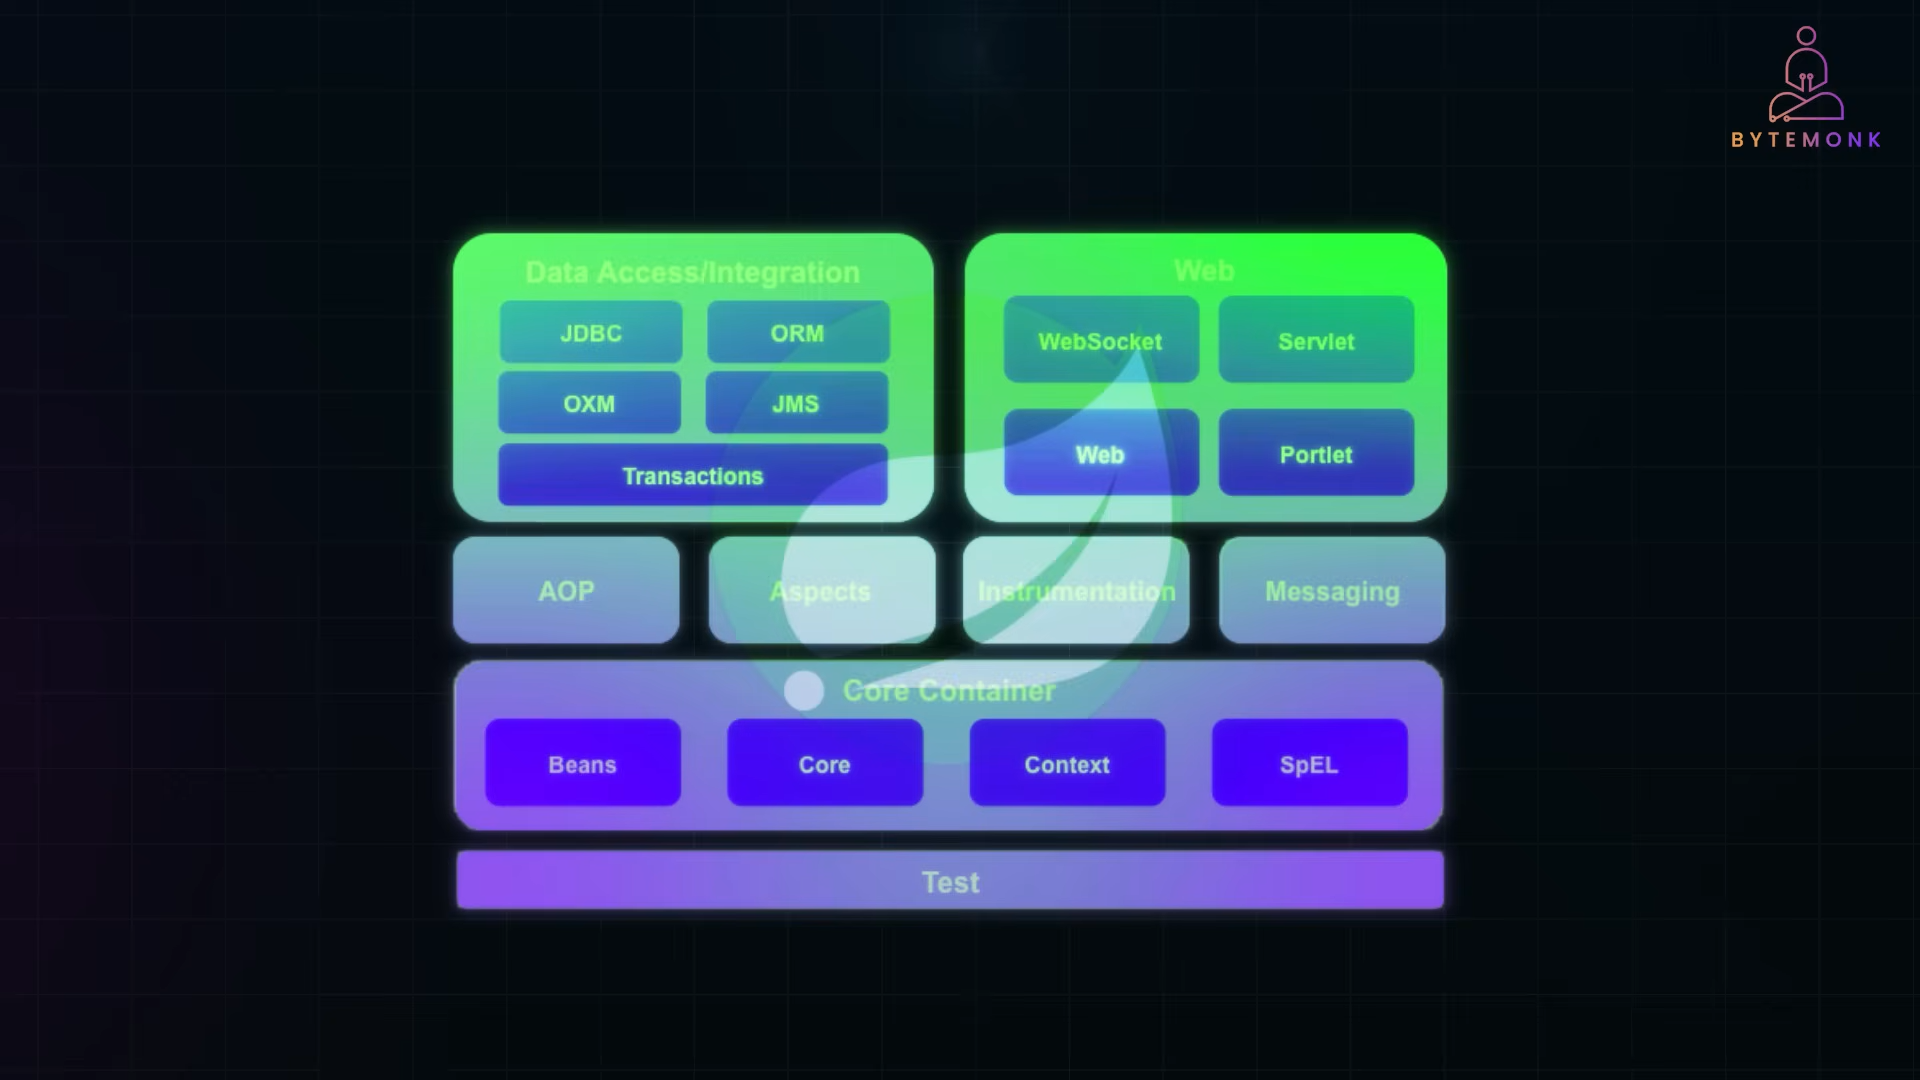 BYTEMONK
Data Access/Integration
JDBC
ORM
OXM
JMS
Transactions
Web
WebSocket
Servlet
Web
Portlet
AOP
Aspects
Instrumentation
Messaging
Core Container
Beans
Core
Context
SpEL
Test